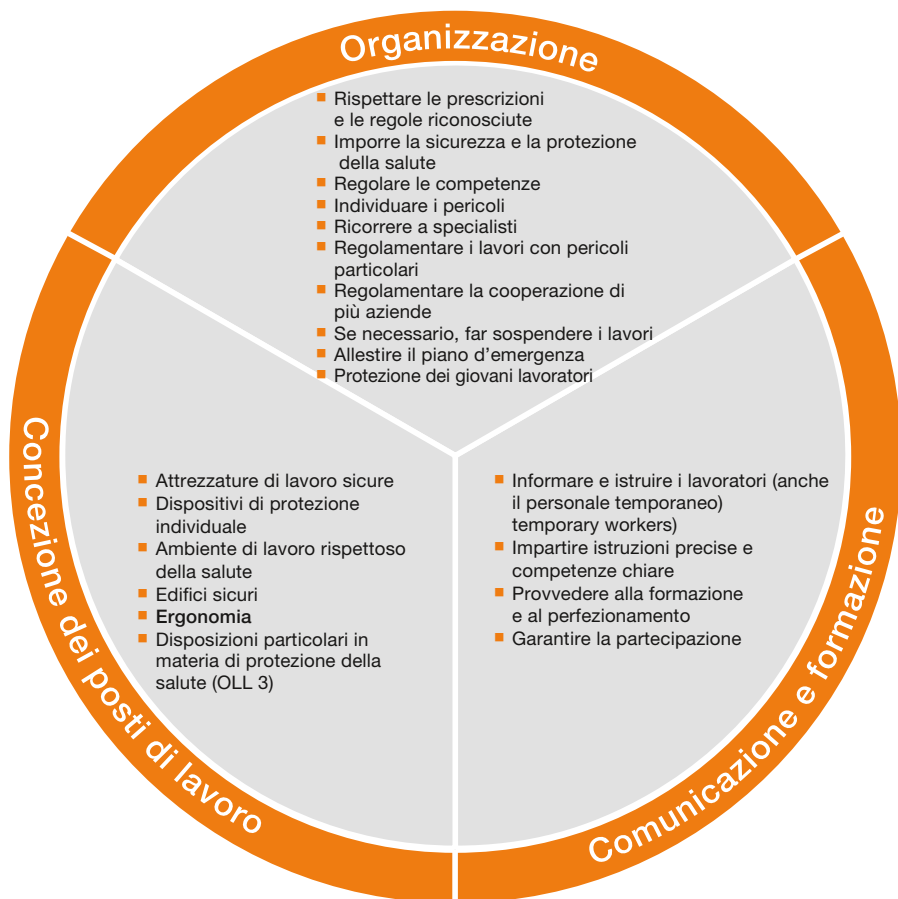 Organizzazione
■ Rispettare le prescrizioni
e le regole riconosciute
■ Imporre la sicurezza e la protezione
della salute
■ Regolare le competenze
■ Individuare i pericoli
■ Ricorrere a specialisti
■ Regolamentare i lavori con pericoli
particolari
■ Regolamentare la cooperazione di
più aziende
■ Se necessario, far sospendere i lavori
■ Allestire il piano d’emergenza
■ Protezione dei giovani lavoratori
Concezione dei posti di lavoro
■ Attrezzature di lavoro sicure
■ Dispositivi di protezione
individuale
■ Ambiente di lavoro rispettoso
della salute
■ Edifici sicuri
■ Ergonomia
■ Disposizioni particolari in
materia di protezione della
salute (OLL 3)
■ Informare e istruire i lavoratori (anche
il personale temporaneo)
temporary workers)
■ Impartire istruzioni precise e
competenze chiare
■ Provvedere alla formazione
e al perfezionamento
■ Garantire la partecipazione
Comunicazione e formazione